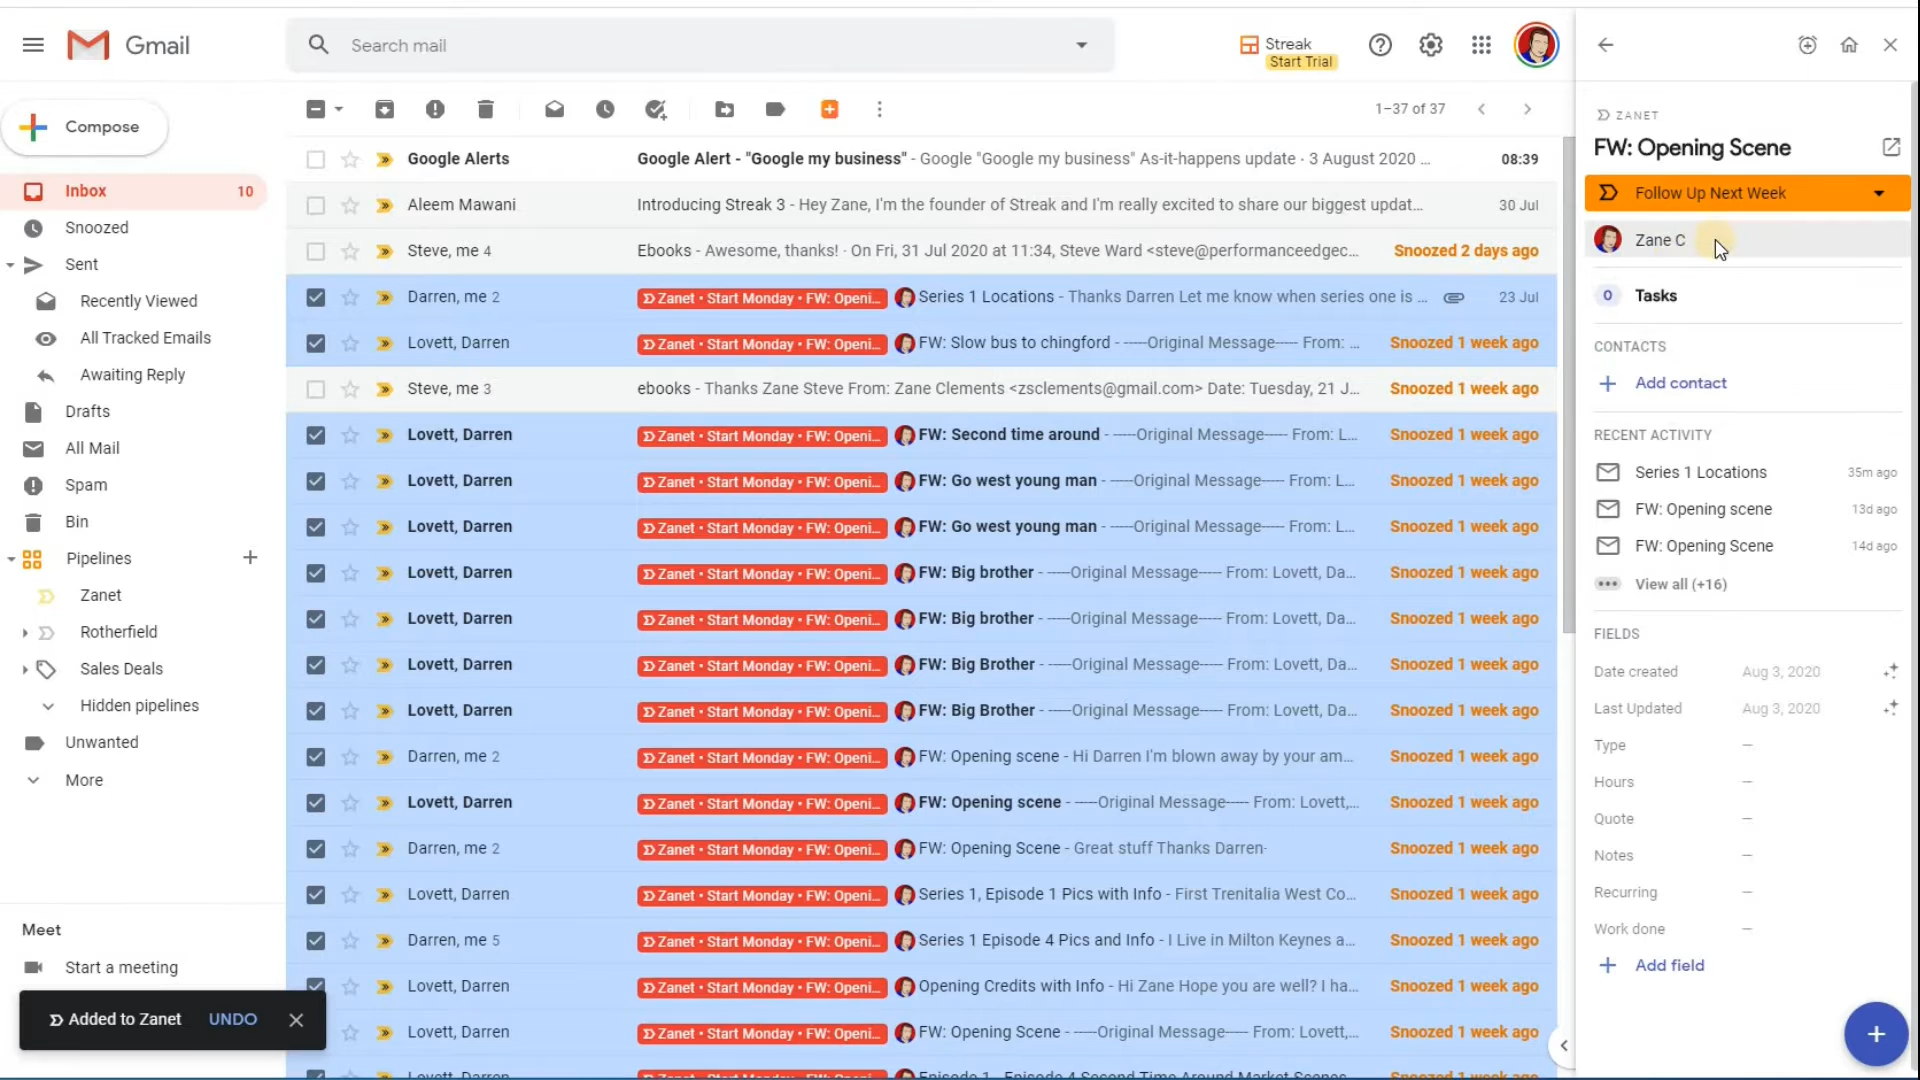 Gmail
Search mail
Streak
Start Trial
Compose
1–37 of 37
Inbox 10
Snoozed
Sent
Recently Viewed
All Tracked Emails
Awaiting Reply
Drafts
All Mail
Spam
Bin
Pipelines
Zanet
Rotherfield
Sales Deals
Hidden pipelines
Unwanted
More
Meet
Start a meeting
Added to Zanet UNDO
Google Alerts Google Alert - "Google my business" - Google "Google my business" As-it-happens update · 3 August 2020 ... 08:39
Aleem Mawani Introducing Streak 3 - Hey Zane, I'm the founder of Streak and I'm really excited to share our biggest updat... 30 Jul
Steve, me 4 Ebooks - Awesome, thanks! · On Fri, 31 Jul 2020 at 11:34, Steve Ward <steve@performanceedgec... Snoozed 2 days ago
Darren, me 2 Zanet • Start Monday • FW: Openi... Series 1 Locations - Thanks Darren Let me know when series one is ... 23 Jul
Lovett, Darren Zanet • Start Monday • FW: Openi... FW: Slow bus to chingford - -----Original Message----- From: ... Snoozed 1 week ago
Steve, me 3 ebooks - Thanks Zane Steve From: Zane Clements <zsclements@gmail.com> Date: Tuesday, 21 J... Snoozed 1 week ago
Lovett, Darren Zanet • Start Monday • FW: Openi... FW: Second time around - -----Original Message----- From: L... Snoozed 1 week ago
Lovett, Darren Zanet • Start Monday • FW: Openi... FW: Go west young man - -----Original Message----- From: L... Snoozed 1 week ago
Lovett, Darren Zanet • Start Monday • FW: Openi... FW: Go west young man - -----Original Message----- From: L... Snoozed 1 week ago
Lovett, Darren Zanet • Start Monday • FW: Openi... FW: Big brother - -----Original Message----- From: Lovett, Da... Snoozed 1 week ago
Lovett, Darren Zanet • Start Monday • FW: Openi... FW: Big brother - -----Original Message----- From: Lovett, Da... Snoozed 1 week ago
Lovett, Darren Zanet • Start Monday • FW: Openi... FW: Big Brother - -----Original Message----- From: Lovett, Da... Snoozed 1 week ago
Lovett, Darren Zanet • Start Monday • FW: Openi... FW: Big Brother - -----Original Message----- From: Lovett, Da... Snoozed 1 week ago
Darren, me 2 Zanet • Start Monday • FW: Openi... FW: Opening scene - Hi Darren I'm blown away by your am... Snoozed 1 week ago
Lovett, Darren Zanet • Start Monday • FW: Openi... FW: Opening scene - -----Original Message----- From: Lovett,... Snoozed 1 week ago
Darren, me 2 Zanet • Start Monday • FW: Openi... FW: Opening Scene - Great stuff Thanks Darren- Snoozed 1 week ago
Lovett, Darren Zanet • Start Monday • FW: Openi... Series 1, Episode 1 Pics with Info - First Trenitalia West Co... Snoozed 1 week ago
Darren, me 5 Zanet • Start Monday • FW: Openi... Series 1 Episode 4 Pics and Info - I Live in Milton Keynes a... Snoozed 1 week ago
Lovett, Darren Zanet • Start Monday • FW: Openi... Opening Credits with Info - Hi Zane Hope you are well? I ha... Snoozed 1 week ago
Lovett, Darren Zanet • Start Monday • FW: Openi... FW: Opening Scene - -----Original Message----- From: Lovett,... Snoozed 1 week ago
ZANET
FW: Opening Scene
Follow Up Next Week
Zane C
0 Tasks
CONTACTS
Add contact
RECENT ACTIVITY
Series 1 Locations 35m ago
FW: Opening scene 13d ago
FW: Opening Scene 14d ago
View all (+16)
FIELDS
Date created Aug 3, 2020
Last Updated Aug 3, 2020
Type –
Hours –
Quote –
Notes –
Recurring –
Work done –
Add field